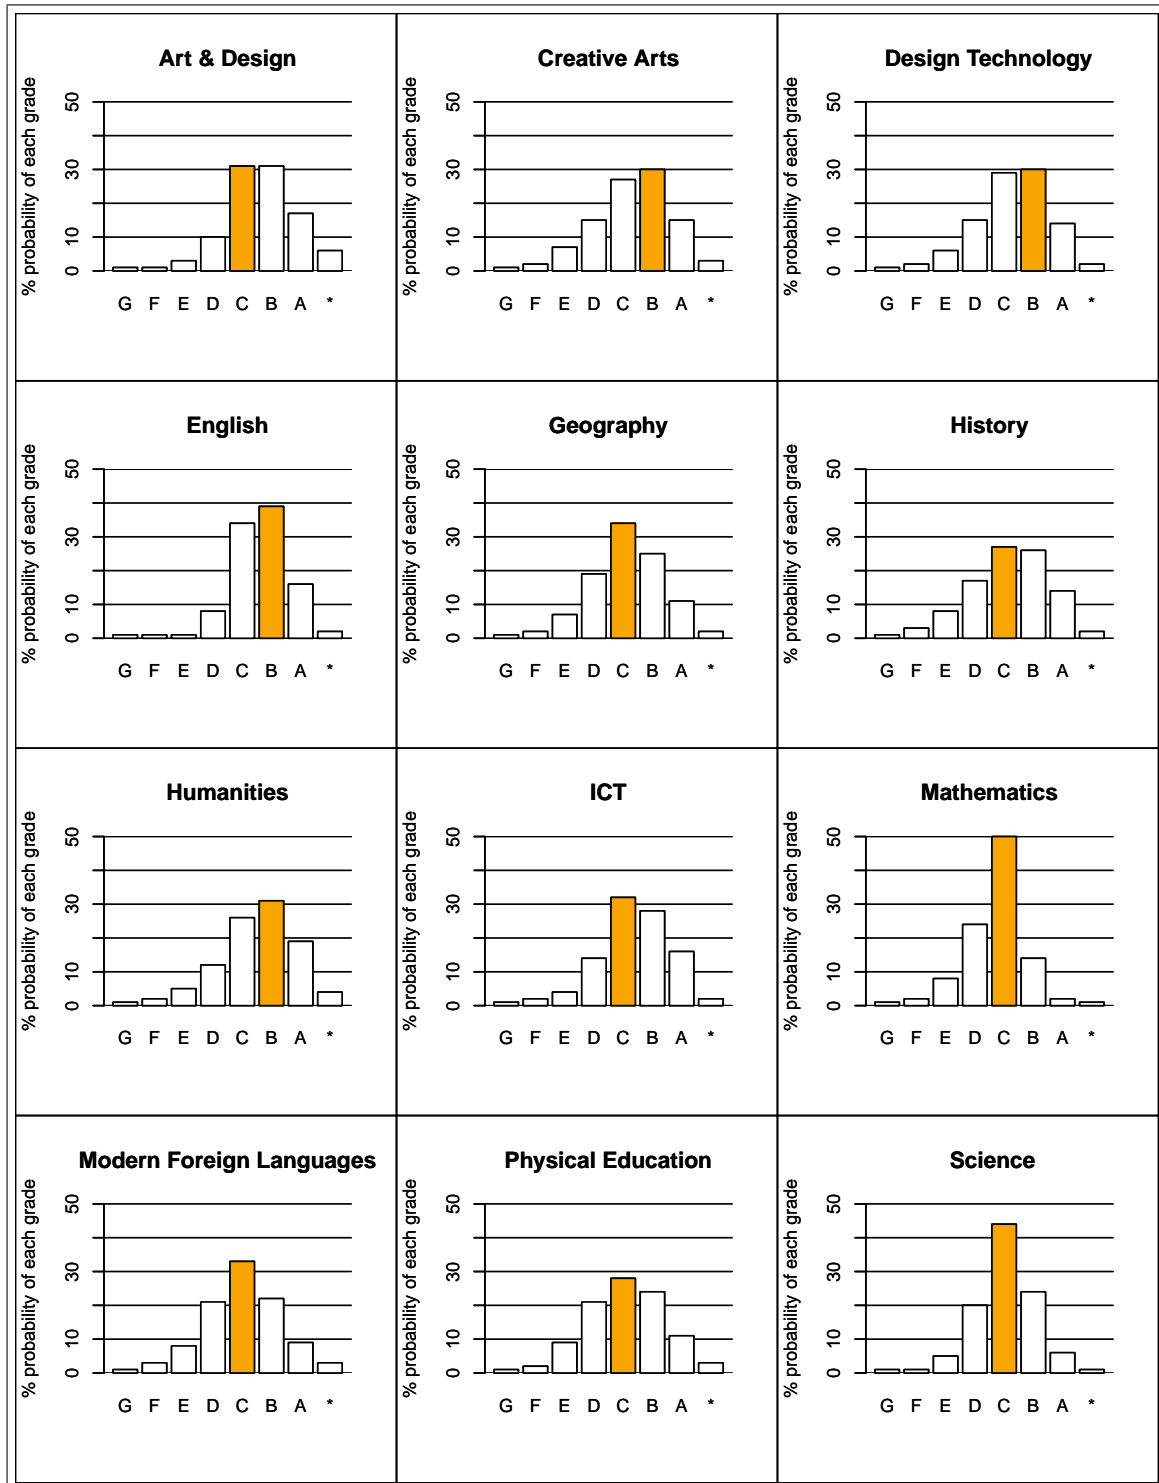 Art & Design
% probability of each grade
50
30
10
0
G F E D C B A *
Creative Arts
% probability of each grade
50
30
10
0
G F E D C B A *
Design Technology
% probability of each grade
50
30
10
0
G F E D C B A *
English
% probability of each grade
50
30
10
0
G F E D C B A *
Geography
% probability of each grade
50
30
10
0
G F E D C B A *
History
% probability of each grade
50
30
10
0
G F E D C B A *
Humanities
% probability of each grade
50
30
10
0
G F E D C B A *
ICT
% probability of each grade
50
30
10
0
G F E D C B A *
Mathematics
% probability of each grade
50
30
10
0
G F E D C B A *
Modern Foreign Languages
% probability of each grade
50
30
10
0
G F E D C B A *
Physical Education
% probability of each grade
50
30
10
0
G F E D C B A *
Science
% probability of each grade
50
30
10
0
G F E D C B A *